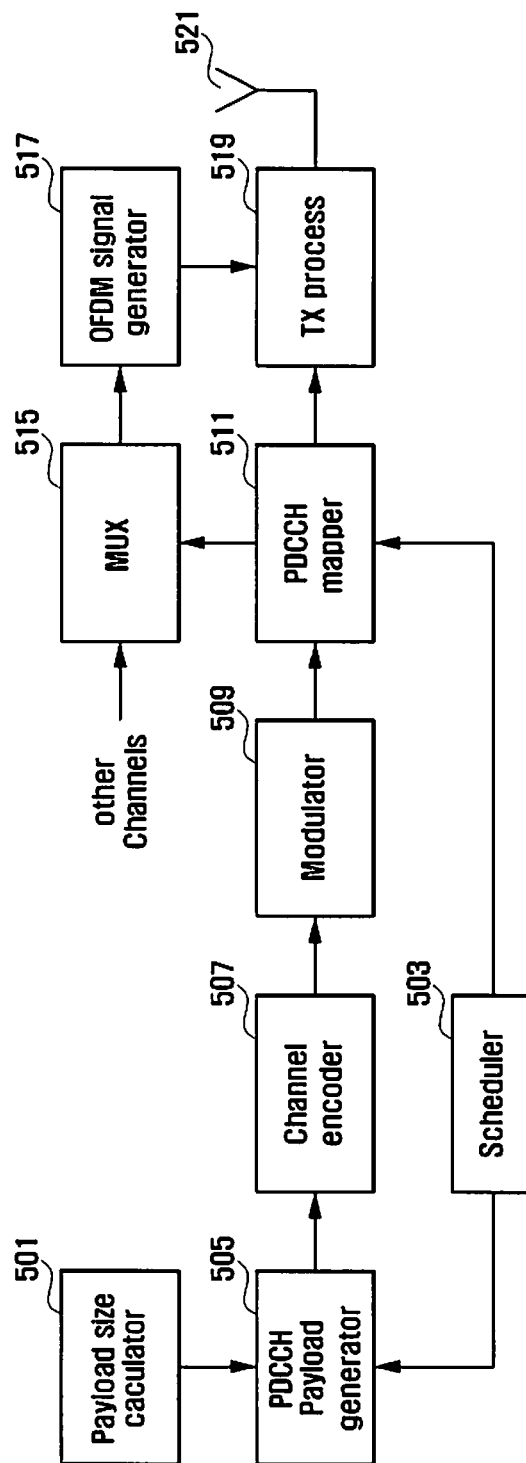 501
Payload size
caculator
505
PDCCH
Payload
generator
503
Scheduler
507
Channel
encoder
509
Modulator
other
Channels
515
MUX
511
PDCCH
mapper
517
OFDM signal
generator
519
TX process
521